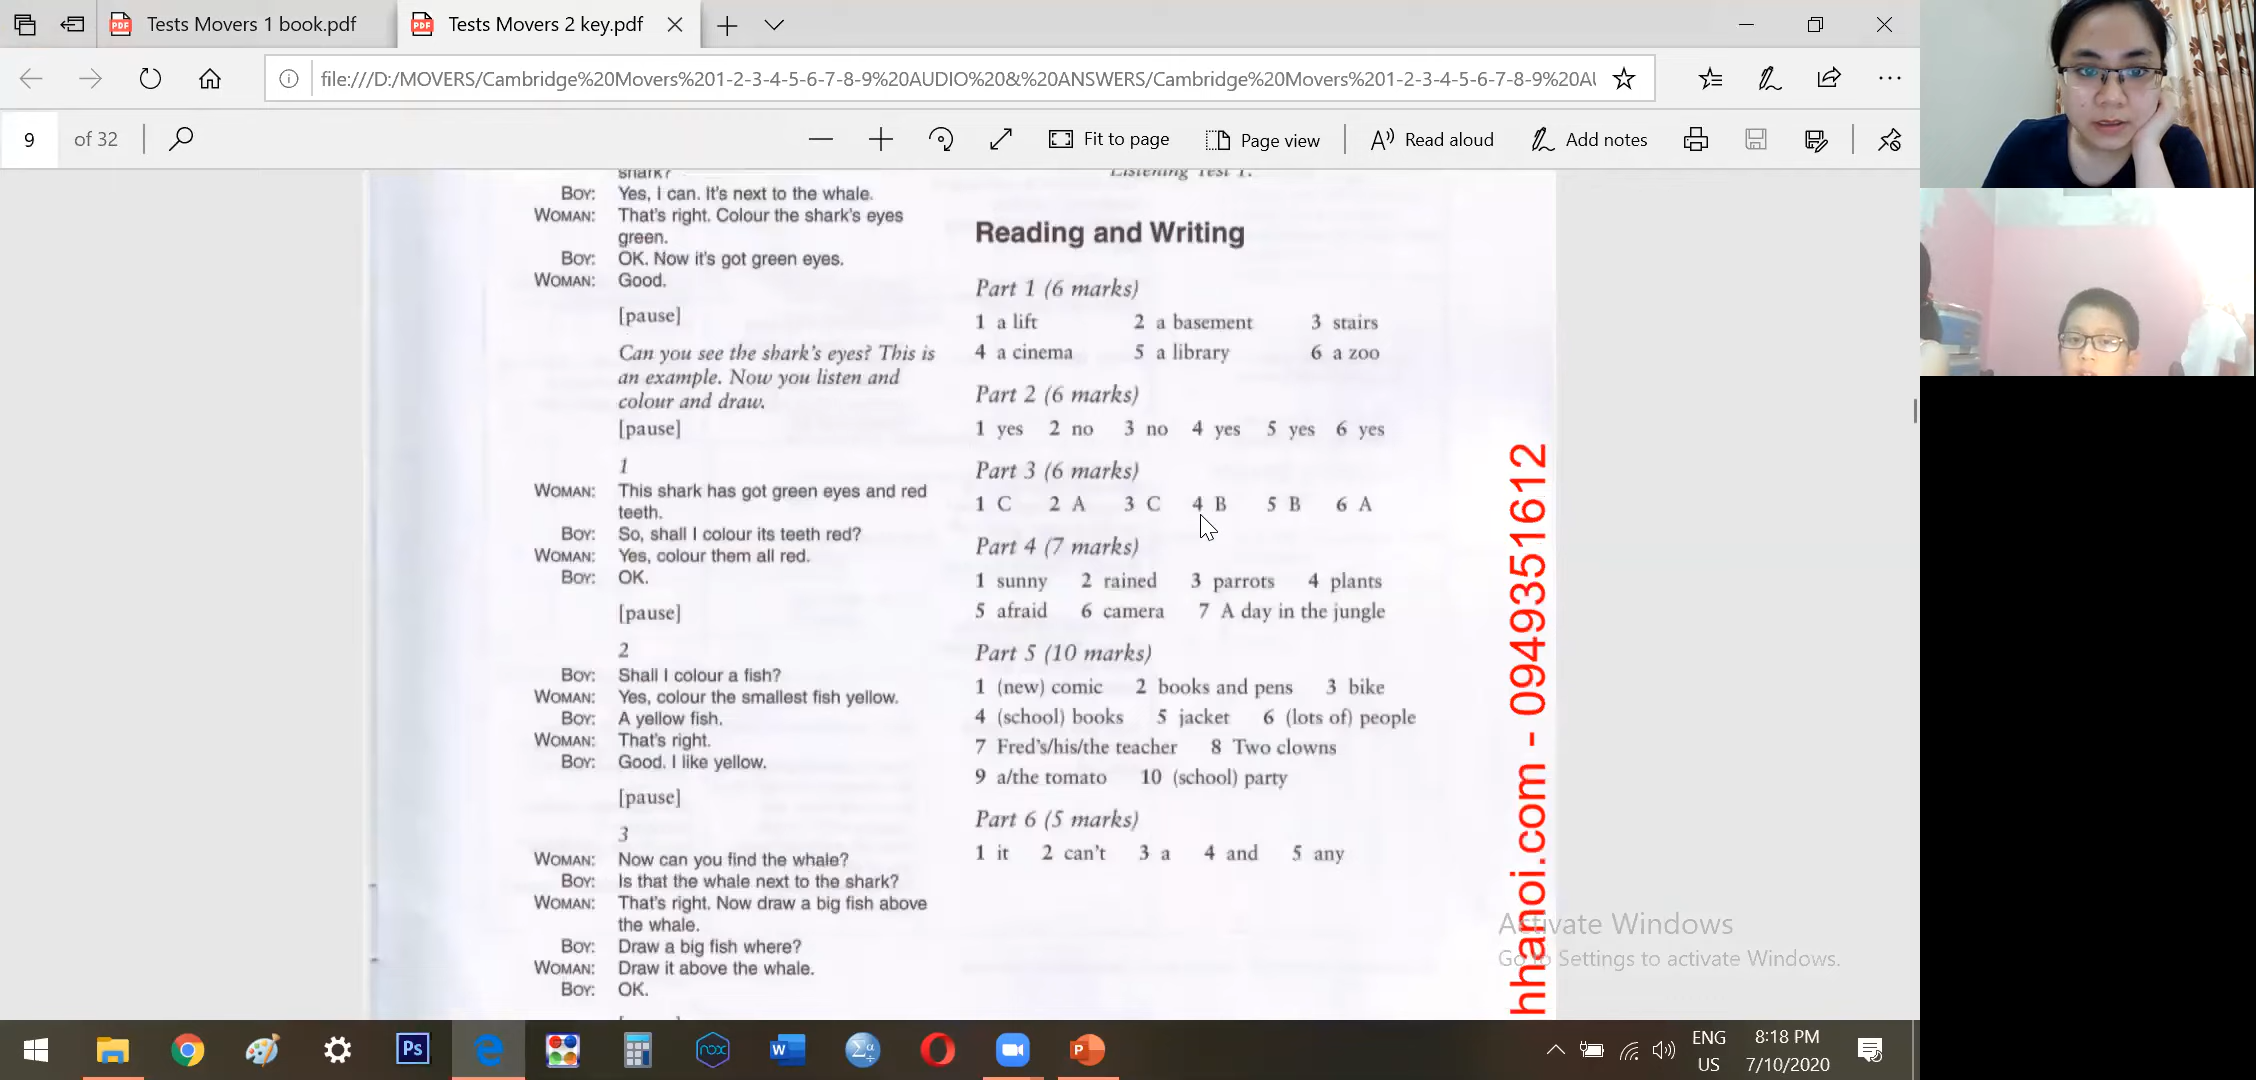 Tests Movers 1 book.pdf
Tests Movers 2 key.pdf
file:///D:/MOVERS/Cambridge%20Movers%201-2-3-4-5-6-7-8-9%20AUDIO%20&%20ANSWERS/Cambridge%20Movers%201-2-3-4-5-6-7-8-9%20AU
9 of 32
Fit to page
Page view
Read aloud
Add notes
shark?
BOY: Yes, I can. It's next to the whale.
WOMAN: That's right. Colour the shark's eyes
green.
BOY: OK. Now it's got green eyes.
WOMAN: Good.
[pause]
Can you see the shark's eyes? This is
an example. Now you listen and
colour and draw.
[pause]
1
WOMAN: This shark has got green eyes and red
teeth.
BOY: So, shall I colour its teeth red?
WOMAN: Yes, colour them all red.
BOY: OK.
[pause]
2
BOY: Shall I colour a fish?
WOMAN: Yes, colour the smallest fish yellow.
BOY: A yellow fish.
WOMAN: That's right.
BOY: Good. I like yellow.
[pause]
3
WOMAN: Now can you find the whale?
BOY: Is that the whale next to the shark?
WOMAN: That's right. Now draw a big fish above
the whale.
BOY: Draw a big fish where?
WOMAN: Draw it above the whale.
BOY: OK.
Listening Test 1.
Reading and Writing
Part 1 (6 marks)
1 a lift 2 a basement 3 stairs
4 a cinema 5 a library 6 a zoo
Part 2 (6 marks)
1 yes 2 no 3 no 4 yes 5 yes 6 yes
Part 3 (6 marks)
1 C 2 A 3 C 4 B 5 B 6 A
Part 4 (7 marks)
1 sunny 2 rained 3 parrots 4 plants
5 afraid 6 camera 7 A day in the jungle
Part 5 (10 marks)
1 (new) comic 2 books and pens 3 bike
4 (school) books 5 jacket 6 (lots of) people
7 Fred's/his/the teacher 8 Two clowns
9 a/the tomato 10 (school) party
Part 6 (5 marks)
1 it 2 can't 3 a 4 and 5 any
hhanoi.com - 0949351612
Activate Windows
Go to Settings to activate Windows.
Ps
nox
ENG
US
8:18 PM
7/10/2020